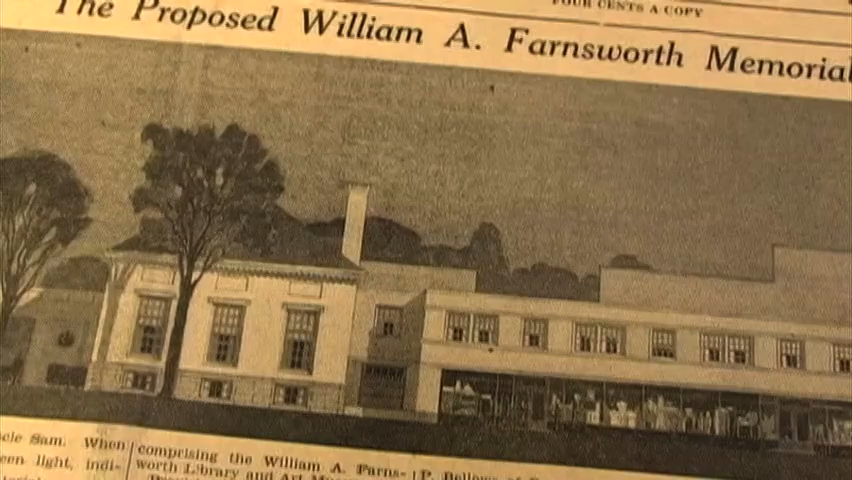 FOUR CENTS A COPY
The Proposed William A. Farnsworth Memorial
cle Sam. When
een light, indi-
comprising the William A. Farns-
worth Library and Art
P. Bellows of